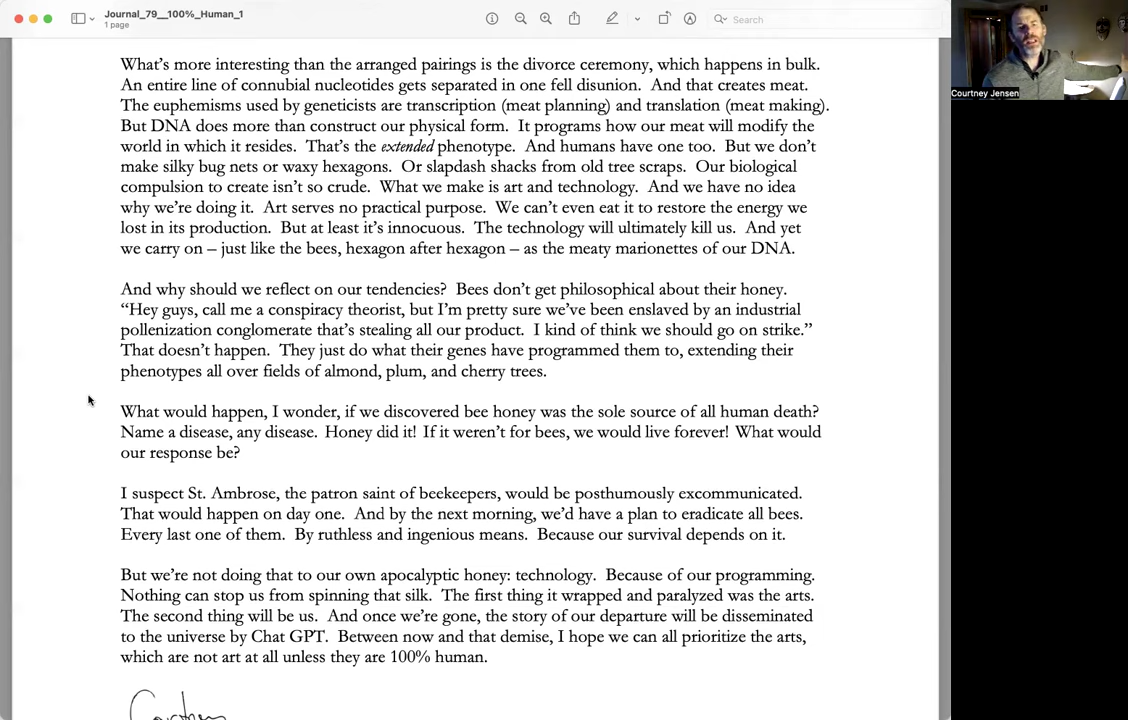 Journal_79__100%_Human_1
1 page
Search
Courtney Jensen
What's more interesting than the arranged pairings is the divorce ceremony, which happens in bulk.
An entire line of connubial nucleotides gets separated in one fell disunion.  And that creates meat.
The euphemisms used by geneticists are transcription (meat planning) and translation (meat making).
But DNA does more than construct our physical form.  It programs how our meat will modify the
world in which it resides.  That's the extended phenotype.  And humans have one too.  But we don't
make silky bug nets or waxy hexagons.  Or slapdash shacks from old tree scraps.  Our biological
compulsion to create isn't so crude.  What we make is art and technology.  And we have no idea
why we're doing it.  Art serves no practical purpose.  We can't even eat it to restore the energy we
lost in its production.  But at least it's innocuous.  The technology will ultimately kill us.  And yet
we carry on – just like the bees, hexagon after hexagon – as the meaty marionettes of our DNA.
And why should we reflect on our tendencies?  Bees don't get philosophical about their honey.
“Hey guys, call me a conspiracy theorist, but I'm pretty sure we've been enslaved by an industrial
pollenization conglomerate that's stealing all our product.  I kind of think we should go on strike.”
That doesn't happen.  They just do what their genes have programmed them to, extending their
phenotypes all over fields of almond, plum, and cherry trees.
What would happen, I wonder, if we discovered bee honey was the sole source of all human death?
Name a disease, any disease.  Honey did it!  If it weren't for bees, we would live forever!  What would
our response be?
I suspect St. Ambrose, the patron saint of beekeepers, would be posthumously excommunicated.
That would happen on day one.  And by the next morning, we'd have a plan to eradicate all bees.
Every last one of them.  By ruthless and ingenious means.  Because our survival depends on it.
But we're not doing that to our own apocalyptic honey: technology.  Because of our programming.
Nothing can stop us from spinning that silk.  The first thing it wrapped and paralyzed was the arts.
The second thing will be us.  And once we're gone, the story of our departure will be disseminated
to the universe by Chat GPT.  Between now and that demise, I hope we can all prioritize the arts,
which are not art at all unless they are 100% human.